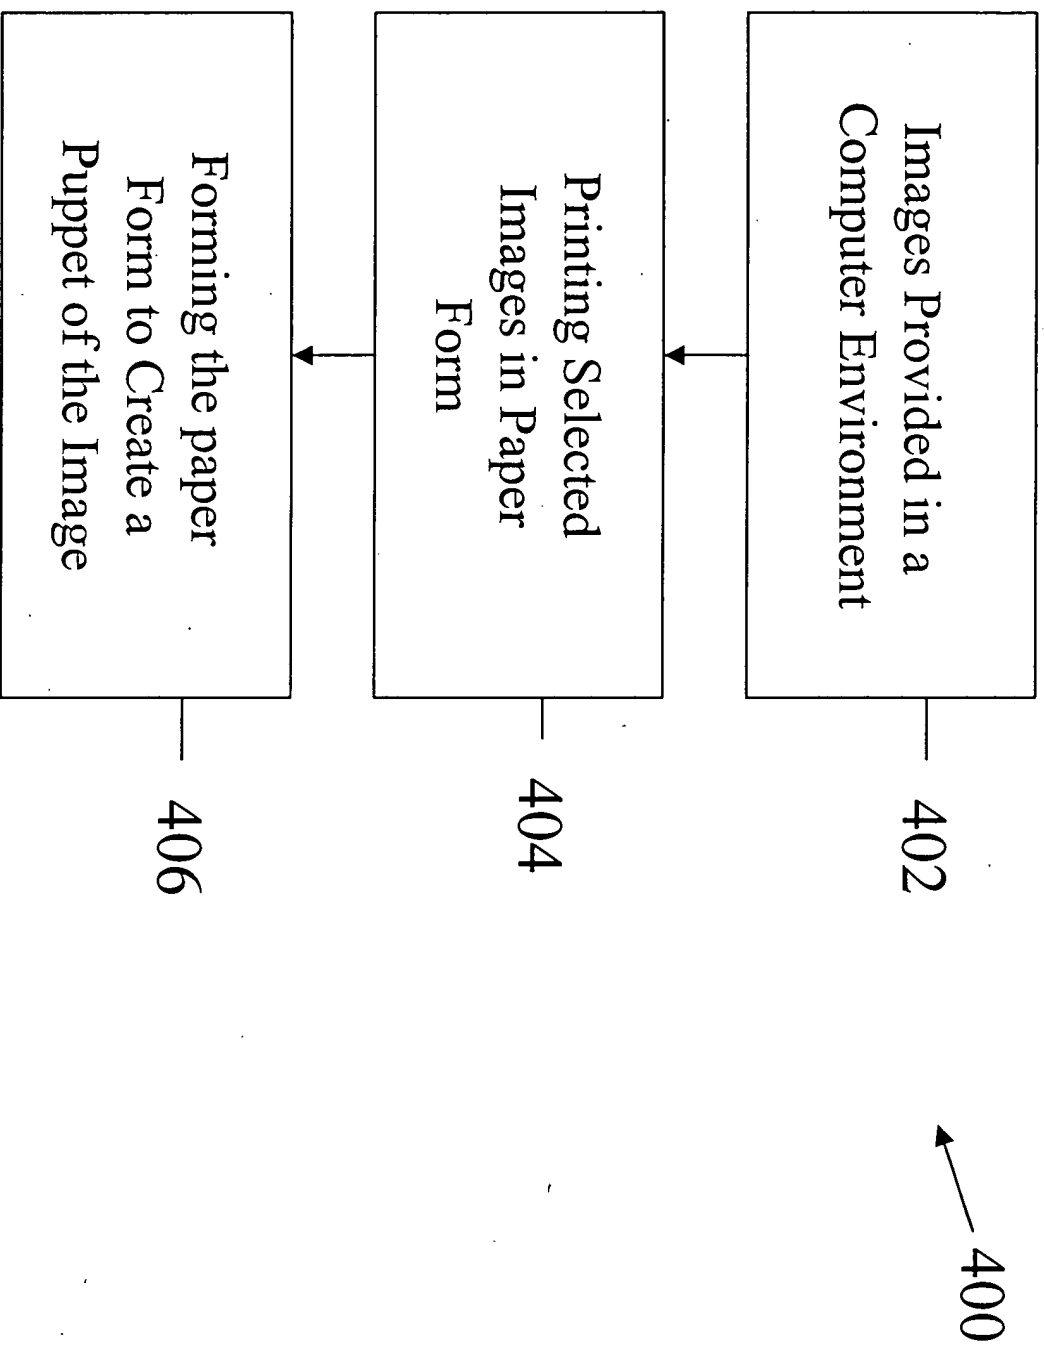 400
Images Provided in a
Computer Environment
402
Printing Selected
Images in Paper
Form
404
Forming the paper
Form to Create a
Puppet of the Image
406